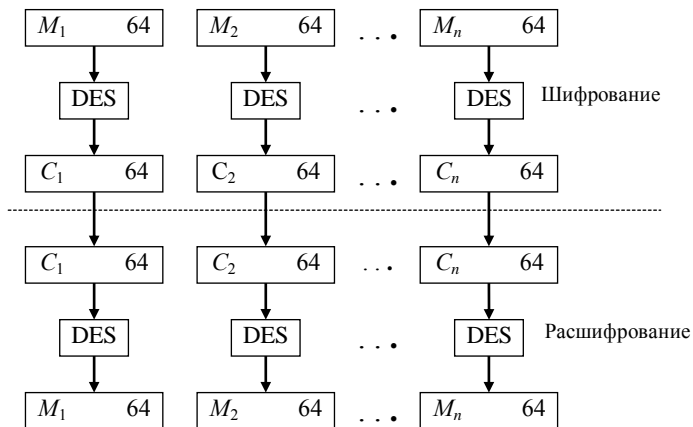 M₁ 64 M₂ 64 . . . Mₙ 64
DES DES . . . DES Шифрование
C₁ 64 C₂ 64 . . . Cₙ 64
C₁ 64 C₂ 64 . . . Cₙ 64
DES DES . . . DES Расшифрование
M₁ 64 M₂ 64 . . . Mₙ 64